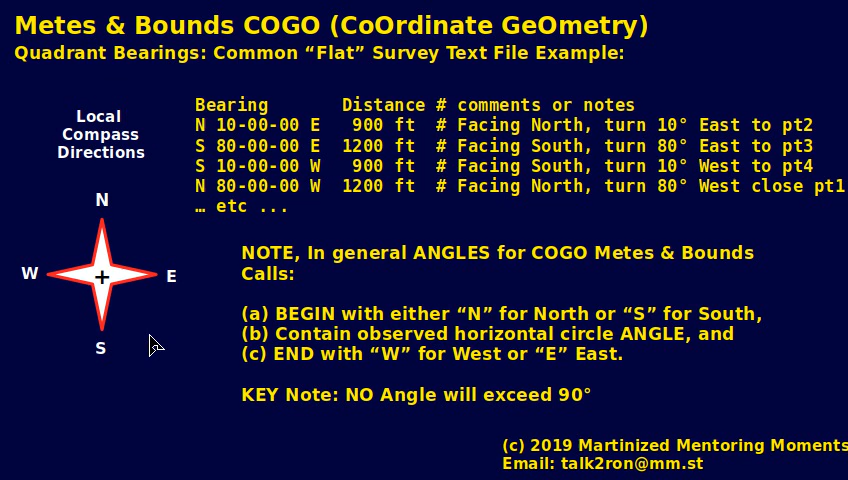 Metes & Bounds COGO (CoOrdinate GeOmetry)
Quadrant Bearings: Common “Flat” Survey Text File Example:
Local
Compass
Directions
N
W
E
S
+
Bearing Distance # comments or notes
N 10-00-00 E 900 ft # Facing North, turn 10° East to pt2
S 80-00-00 E 1200 ft # Facing South, turn 80° East to pt3
S 10-00-00 W 900 ft # Facing South, turn 10° West to pt4
N 80-00-00 W 1200 ft # Facing North, turn 80° West close pt1
… etc ...
NOTE, In general ANGLES for COGO Metes & Bounds
Calls:
(a) BEGIN with either “N” for North or “S” for South,
(b) Contain observed horizontal circle ANGLE, and
(c) END with “W” for West or “E” East.
KEY Note: NO Angle will exceed 90°
(c) 2019 Martinized Mentoring Moments
Email: talk2ron@mm.st